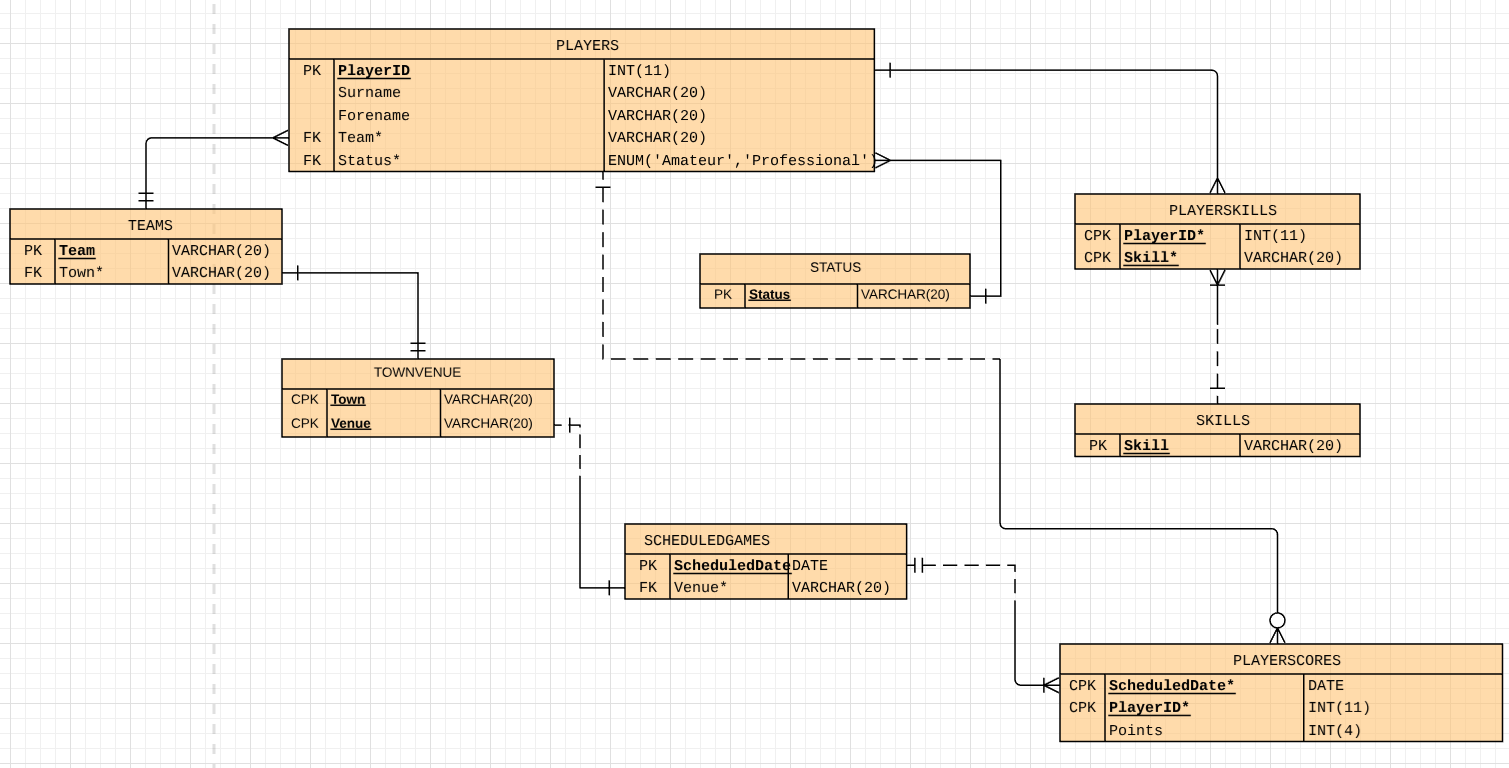 PLAYERS
PK PlayerID INT(11)
Surname VARCHAR(20)
Forename VARCHAR(20)
FK Team* VARCHAR(20)
FK Status* ENUM('Amateur','Professional')
TEAMS
PK Team VARCHAR(20)
FK Town* VARCHAR(20)
PLAYERSKILLS
CPK PlayerID* INT(11)
CPK Skill* VARCHAR(20)
STATUS
PK Status VARCHAR(20)
TOWNVENUE
CPK Town VARCHAR(20)
CPK Venue VARCHAR(20)
SKILLS
PK Skill VARCHAR(20)
SCHEDULEDGAMES
PK ScheduledDate DATE
FK Venue* VARCHAR(20)
PLAYERSCORES
CPK ScheduledDate* DATE
CPK PlayerID* INT(11)
Points INT(4)